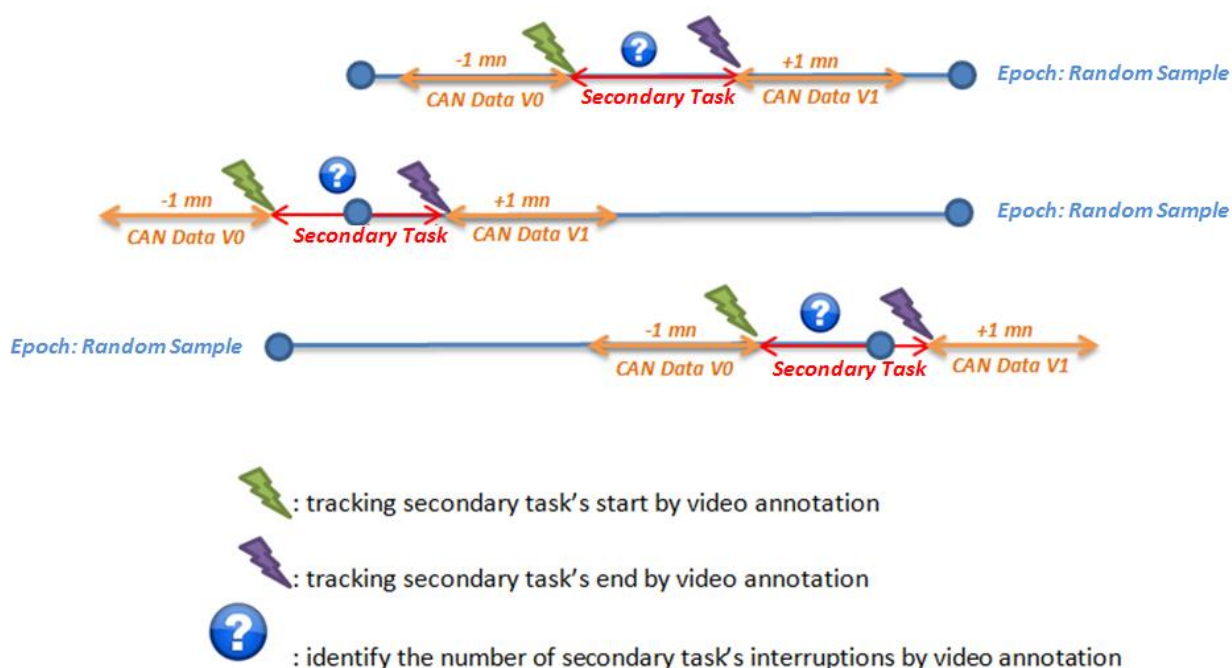 -1 mn
?
+1 mn
Epoch: Random Sample
CAN Data V0
Secondary Task
CAN Data V1
-1 mn
?
+1 mn
Epoch: Random Sample
CAN Data V0
Secondary Task
CAN Data V1
Epoch: Random Sample
-1 mn
?
+1 mn
CAN Data V0
Secondary Task
CAN Data V1
: tracking secondary task's start by video annotation
: tracking secondary task's end by video annotation
?
: identify the number of secondary task's interruptions by video annotation